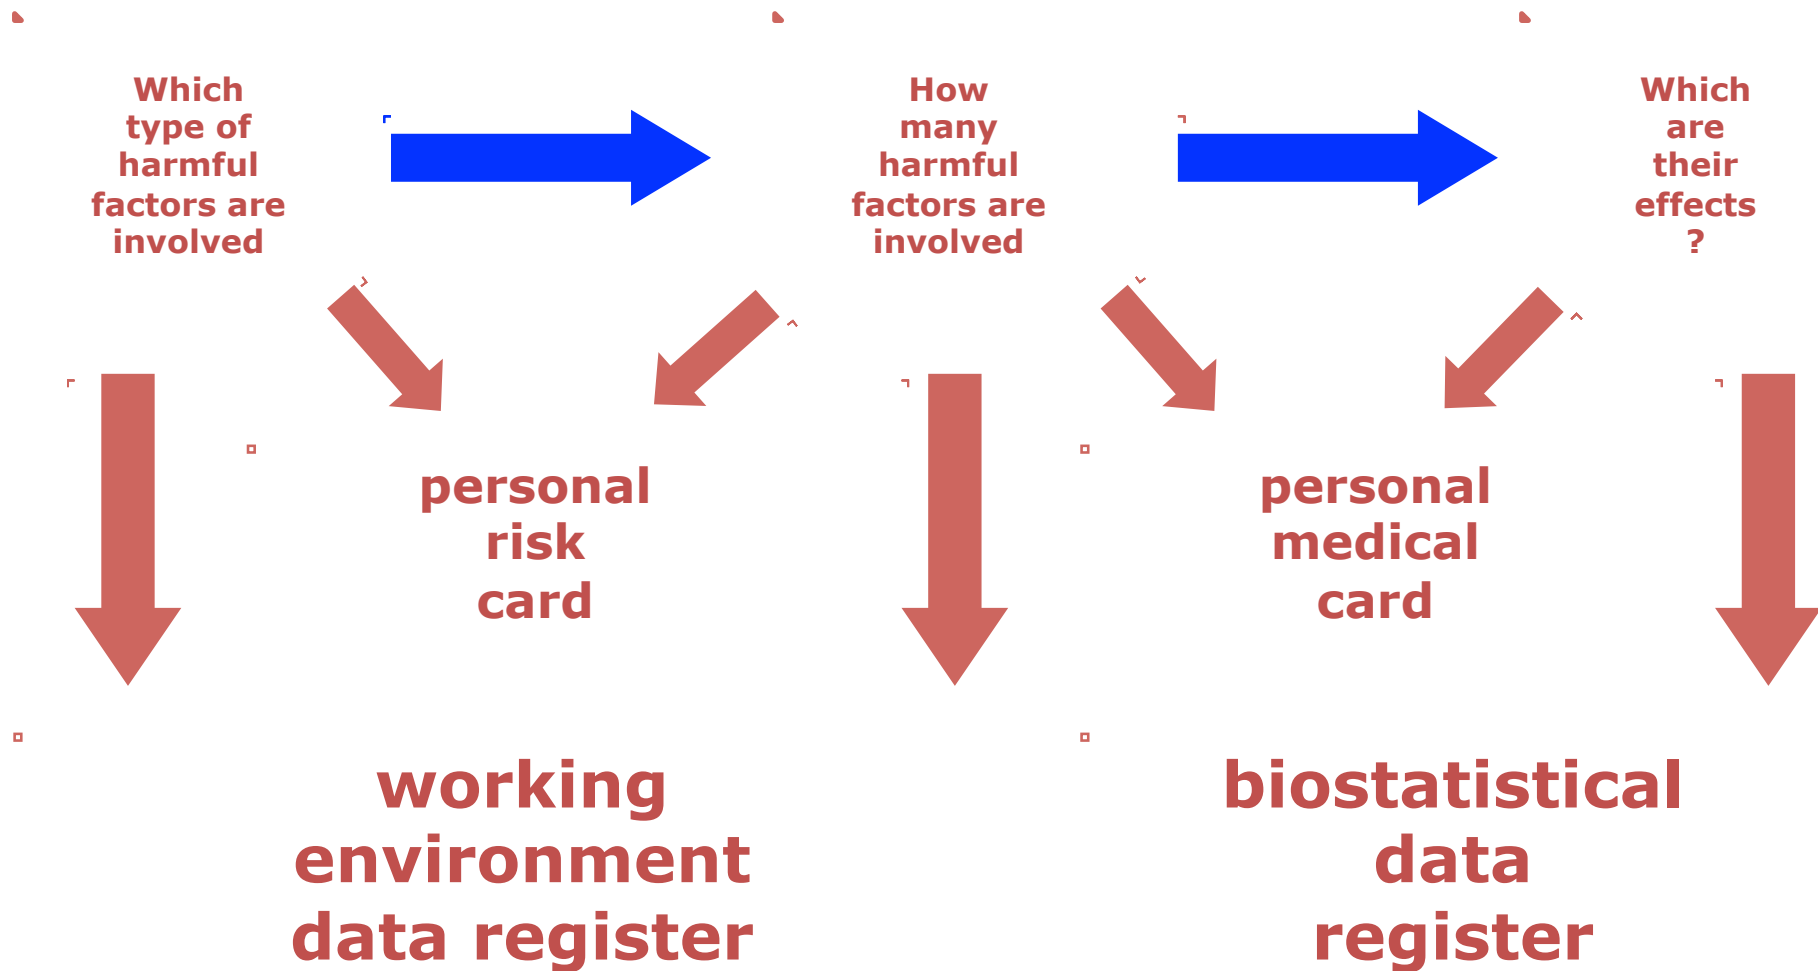 Which
type of
harmful
factors are
involved
How
many
harmful
factors are
involved
Which
are
their
effects
?
personal
risk
card
personal
medical
card
working
environment
data register
biostatistical
data
register